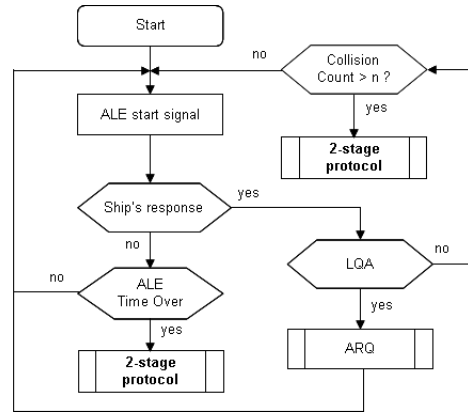 Start
no
Collision
Count > n ?
yes
ALE start signal
2-stage
protocol
Ship's response
yes
no
LQA
no
no
ALE
Time Over
yes
yes
ARQ
2-stage
protocol